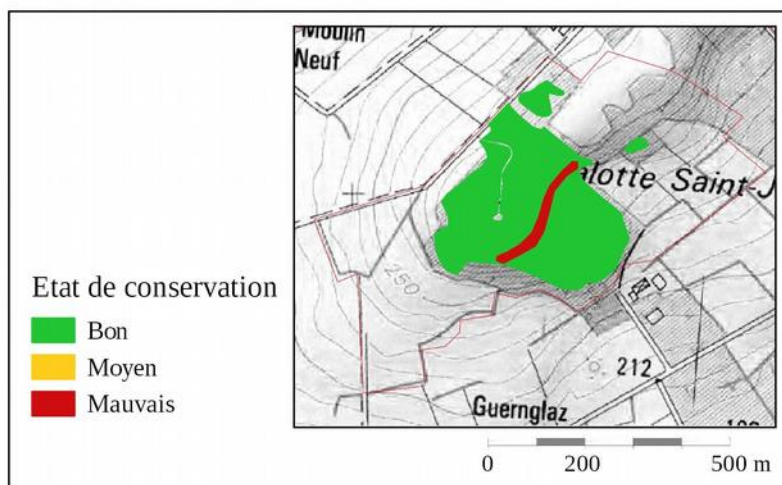 Moulin
Neuf
alotte Saint-J
250
Etat de conservation
Bon
Moyen
Mauvais
212
Guernglaz
0 200 500 m